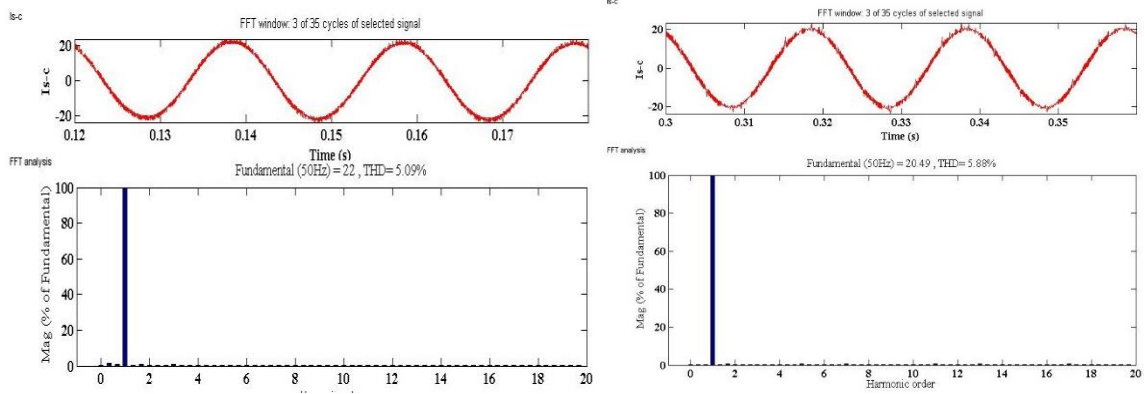 Is-c
FFT window: 3 of 35 cycles of selected signal
20
0
-20
Is-c
0.12 0.13 0.14 0.15 0.16 0.17
Time (s)
FFT analysis
Fundamental (50Hz) = 22 , THD= 5.09%
100
80
60
40
20
0
Mag (% of Fundamental)
0 2 4 6 8 10 12 14 16 18 20
FFT window: 3 of 35 cycles of selected signal
20
0
-20
Is-c
0.3 0.31 0.32 0.33 0.34 0.35
Time (s)
FFT analysis
Fundamental (50Hz) = 20.49 , THD= 5.88%
100
80
60
40
20
0
Mag (% of Fundamental)
0 2 4 6 8 10 12 14 16 18 20
Harmonic order